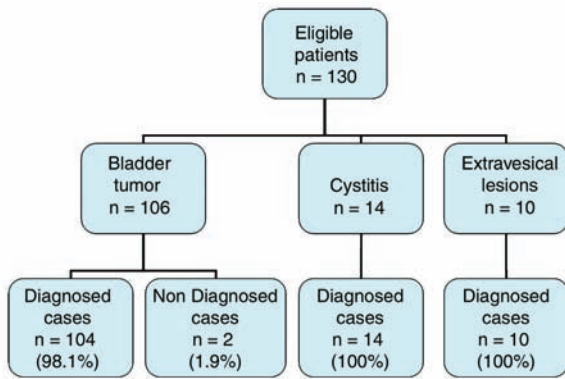 Eligible
patients
n = 130
Bladder
tumor
n = 106
Cystitis
n = 14
Extravesical
lesions
n = 10
Diagnosed
cases
n = 104
(98.1%)
Non Diagnosed
cases
n = 2
(1.9%)
Diagnosed
cases
n = 14
(100%)
Diagnosed
cases
n = 10
(100%)